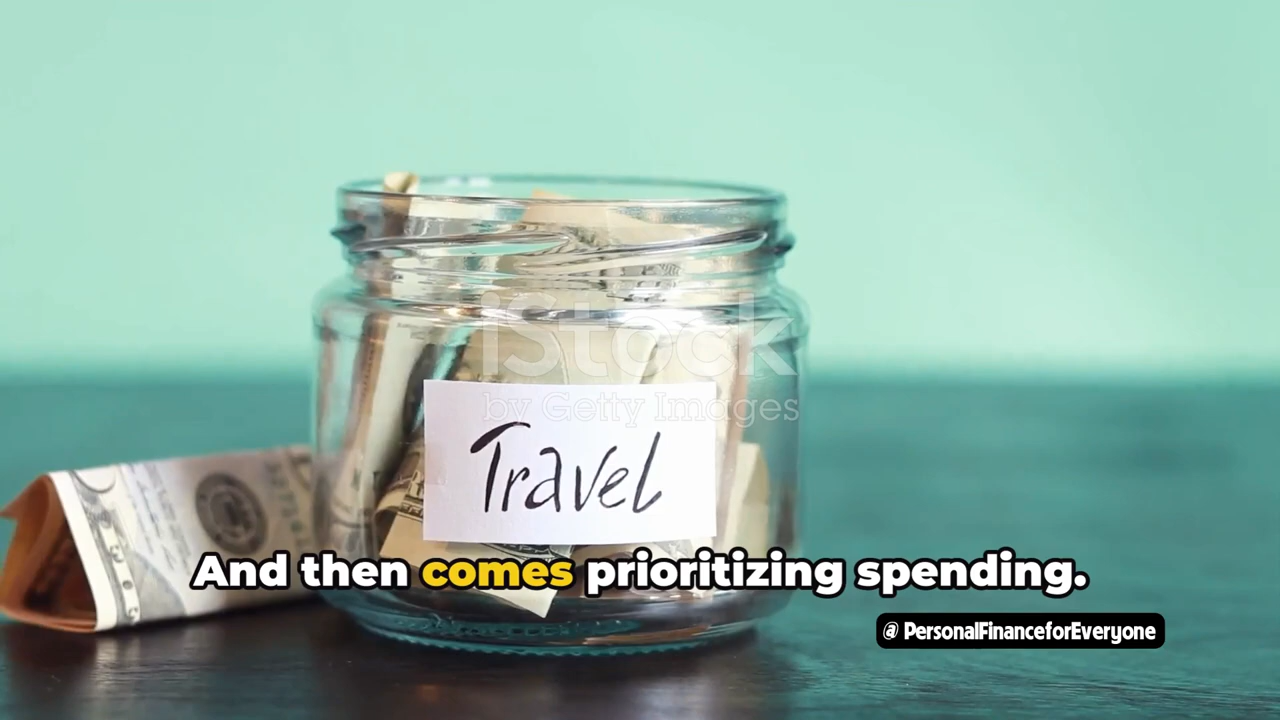 iStock
by Getty Images
Travel
And then comes prioritizing spending.
@ PersonalFinanceforEveryone